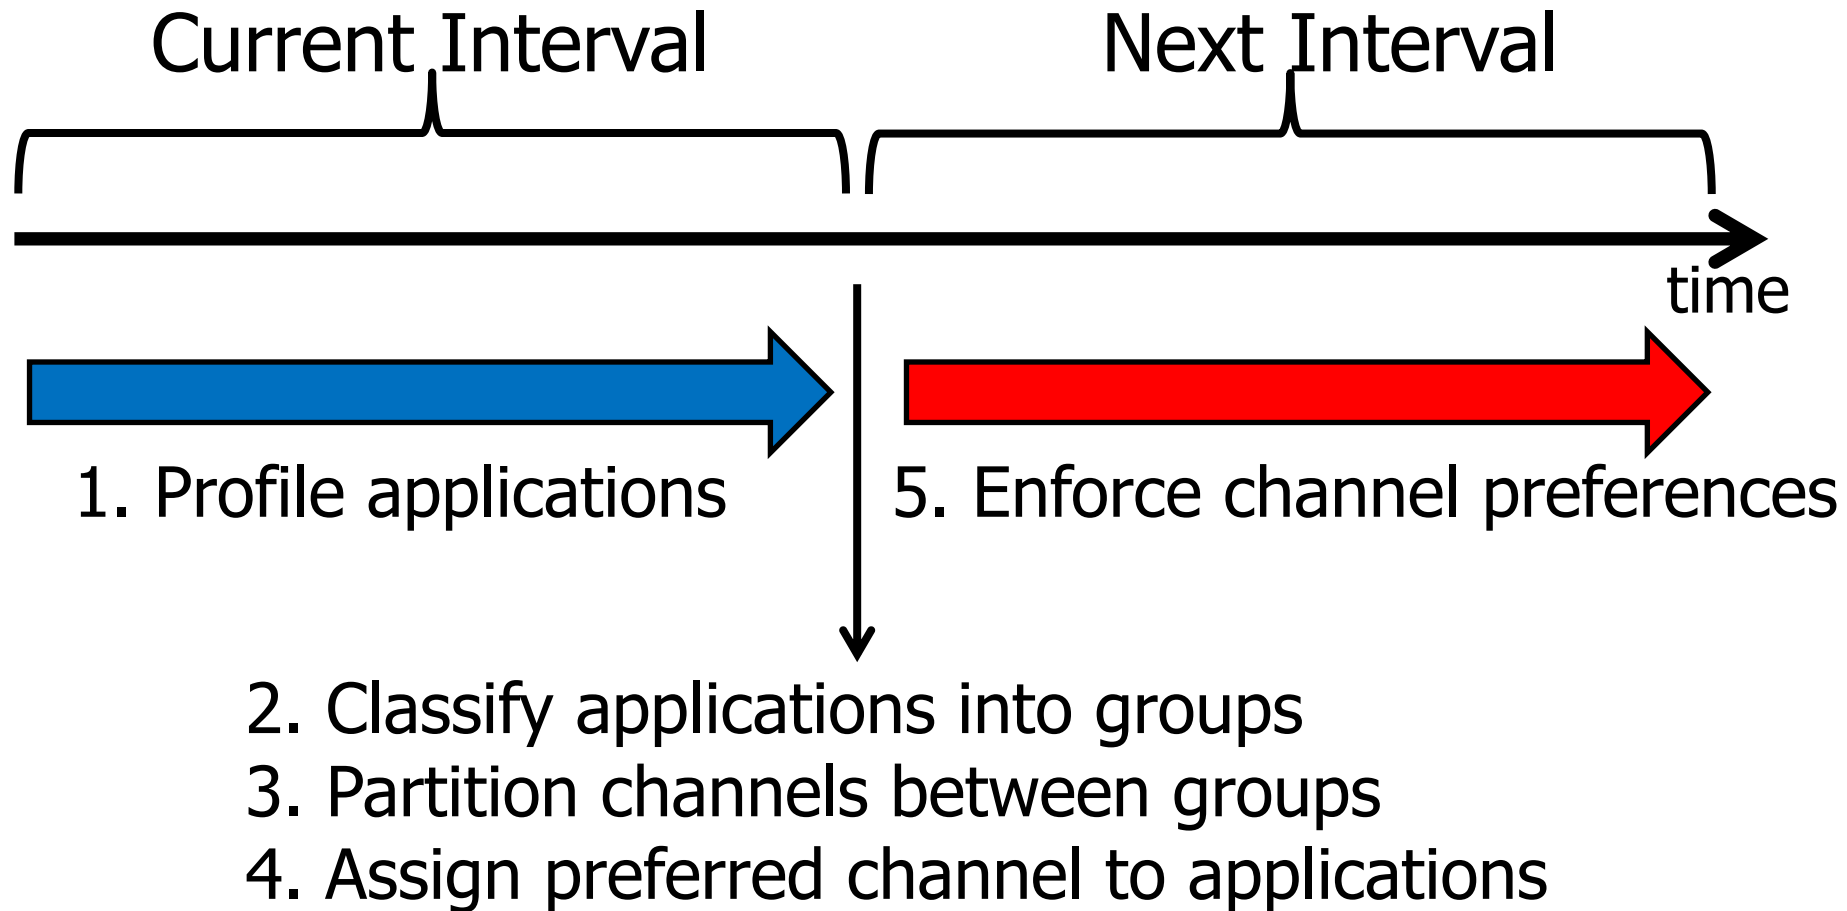 Current Interval
Next Interval
time
1. Profile applications
5. Enforce channel preferences
2. Classify applications into groups
3. Partition channels between groups
4. Assign preferred channel to applications